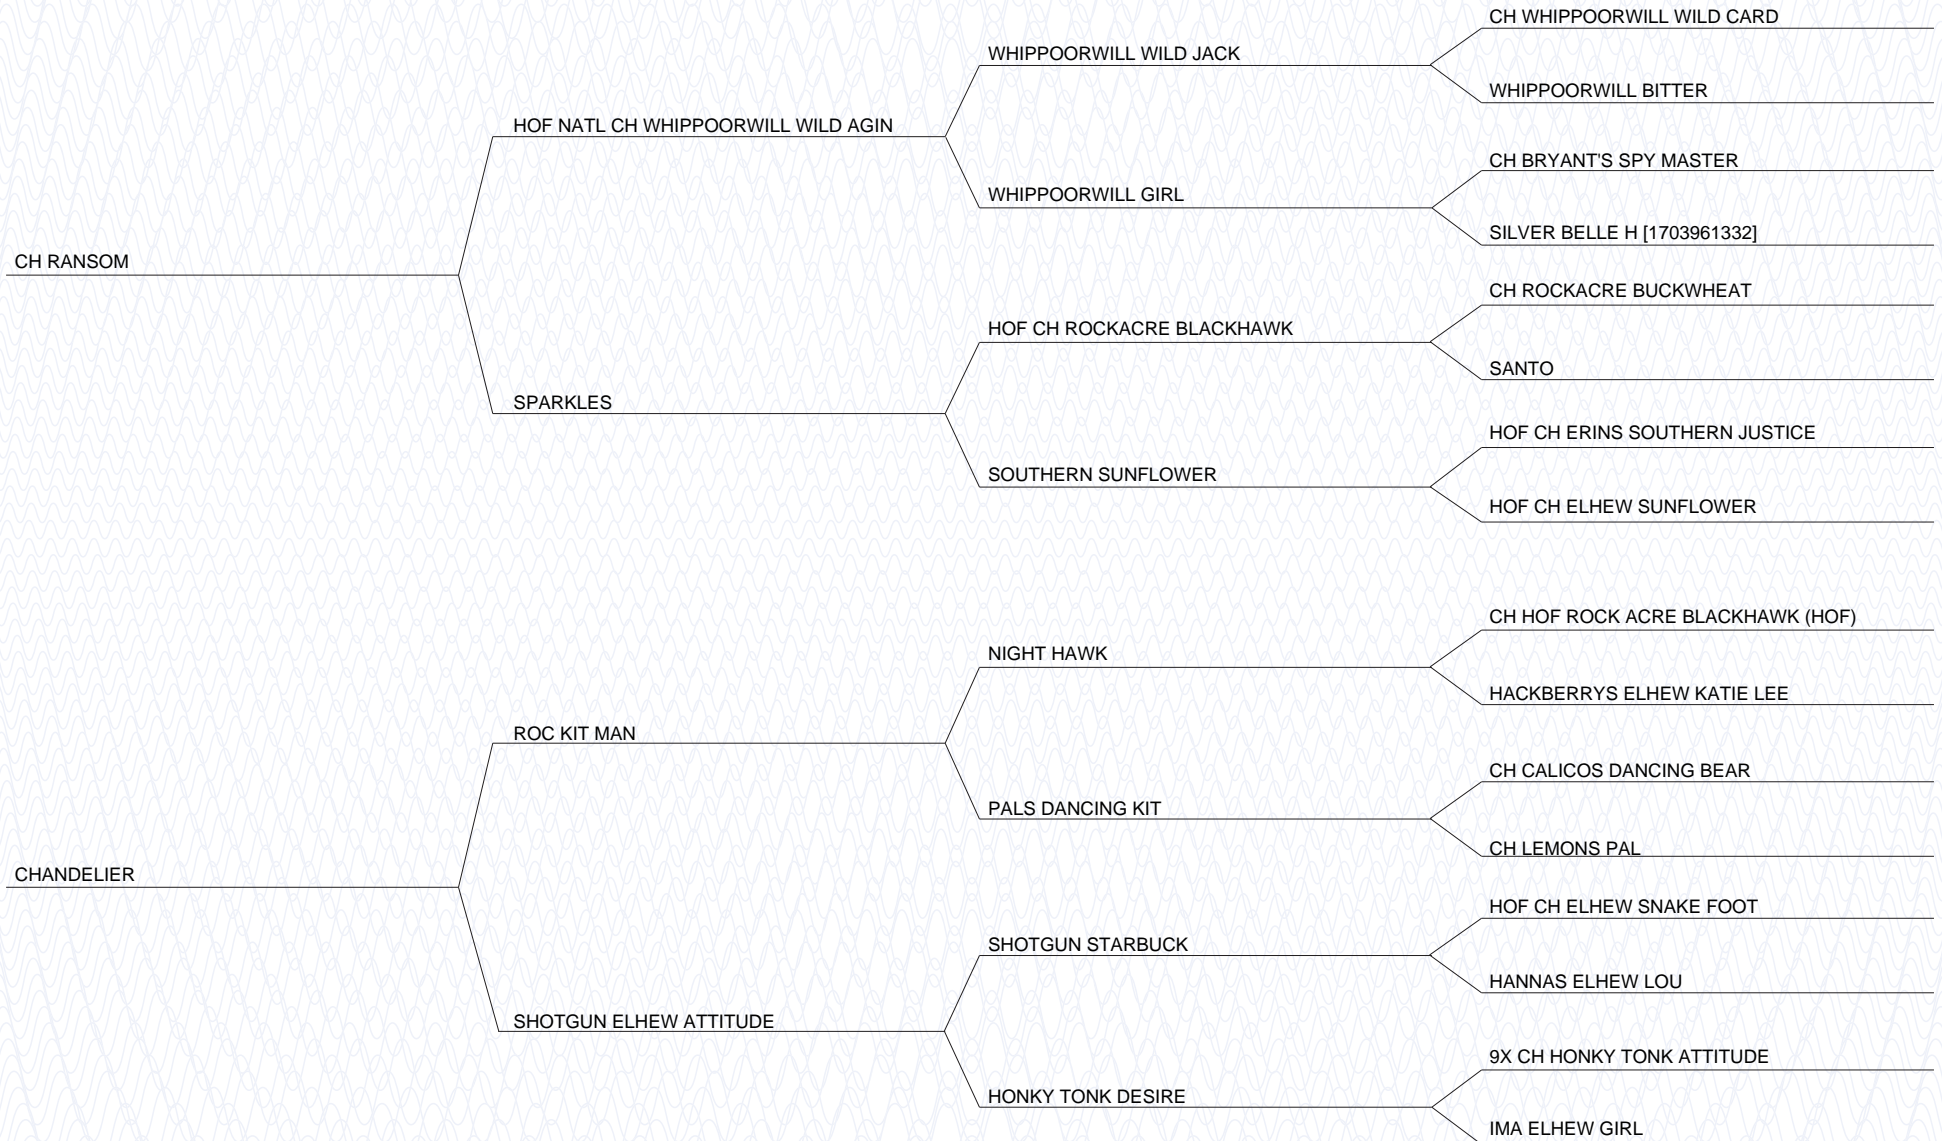 CH WHIPPOORWILL WILD CARD
WHIPPOORWILL WILD JACK
WHIPPOORWILL BITTER
HOF NATL CH WHIPPOORWILL WILD AGIN
CH BRYANT'S SPY MASTER
WHIPPOORWILL GIRL
SILVER BELLE H [1703961332]
CH RANSOM
CH ROCKACRE BUCKWHEAT
HOF CH ROCKACRE BLACKHAWK
SANTO
SPARKLES
HOF CH ERINS SOUTHERN JUSTICE
SOUTHERN SUNFLOWER
HOF CH ELHEW SUNFLOWER
CH HOF ROCK ACRE BLACKHAWK (HOF)
NIGHT HAWK
HACKBERRYS ELHEW KATIE LEE
ROC KIT MAN
CH CALICOS DANCING BEAR
PALS DANCING KIT
CH LEMONS PAL
CHANDELIER
HOF CH ELHEW SNAKE FOOT
SHOTGUN STARBUCK
HANNAS ELHEW LOU
SHOTGUN ELHEW ATTITUDE
9X CH HONKY TONK ATTITUDE
HONKY TONK DESIRE
IMA ELHEW GIRL